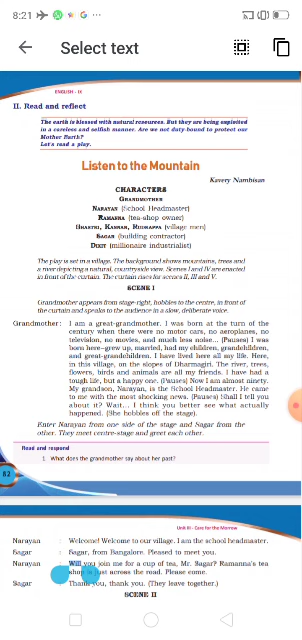 8:21
Select text
ENGLISH - IX
II. Read and reflect
The earth is blessed with natural resources. But they are being exploited
in a careless and selfish manner. Are we not duty-bound to protect our
Mother Earth?
Let's read a play.
Listen to the Mountain
Kavery Nambisan
CHARACTERS
GRANDMOTHER
NARAYAN (School Headmaster)
RAMANNA (tea-shop owner)
KANNAN, (village men)
SAGAR (building contractor)
DIXIT (millionaire industrialist)
The play is set in a village. The background shows mountains, trees and
a river depicting a natural, countryside view. Scenes I and IV are enacted
in front of the curtain. The curtain rises for scenes II, III and V.
SCENE I
Grandmother appears from stage-right, hobbles to the centre, in front of
the curtain and speaks to the audience in a slow, deliberate voice.
Grandmother: I am a great-grandmother. I was born at the turn of the
century when there were no motor cars, no aeroplanes, no
television, no movies, and much less noise... (Pauses) I was
born here–grew up, married, had my children, grandchildren,
and great-grandchildren. I have lived here all my life. Here,
in this village, on the slopes of Dharmagiri. The river, trees,
flowers, birds and animals are all my friends. I have had a
tough life, but a happy one. (Pauses) Now I am almost ninety.
My grandson, Narayan, is the School Headmaster. He came
to me with the most shocking news. (Pauses) Shall I tell you
about it? Wait... I think you better see what actually
happened. (She hobbles off the stage).
Enter Narayan from one side of the stage and Sagar from the
other. They meet centre-stage and greet each other.
Read and respond
1. What does the grandmother say about her past?
82
Unit III - Care for the Morrow
Narayan : Welcome! Welcome to our village. I am the school headmaster.
Sagar : Sagar, from Bangalore. Pleased to meet you.
Narayan : Will you join me for a cup of tea, Mr. Sagar? Ramanna's tea
shop is just across the road. Please come.
Sagar : Thank you, thank you. (They leave together.)
SCENE II